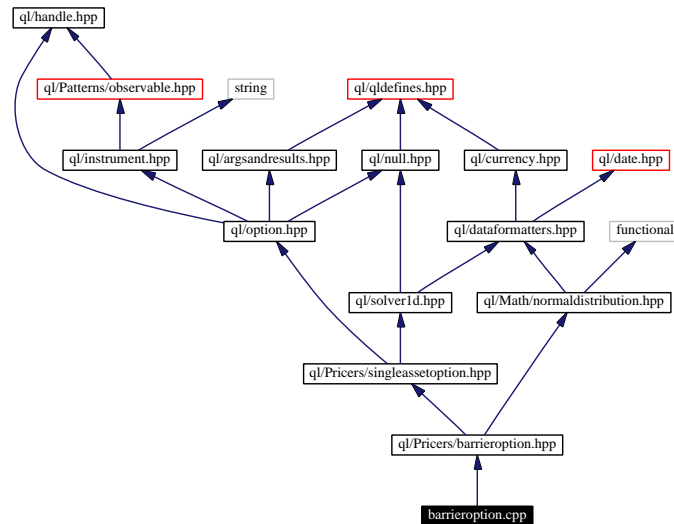 ql/handle.hpp
ql/Patterns/observable.hpp
string
ql/qldefines.hpp
ql/instrument.hpp
ql/argsandresults.hpp
ql/null.hpp
ql/currency.hpp
ql/date.hpp
ql/option.hpp
ql/dataformatters.hpp
functional
ql/solver1d.hpp
ql/Math/normaldistribution.hpp
ql/Pricers/singleassetoption.hpp
ql/Pricers/barrieroption.hpp
barrieroption.cpp